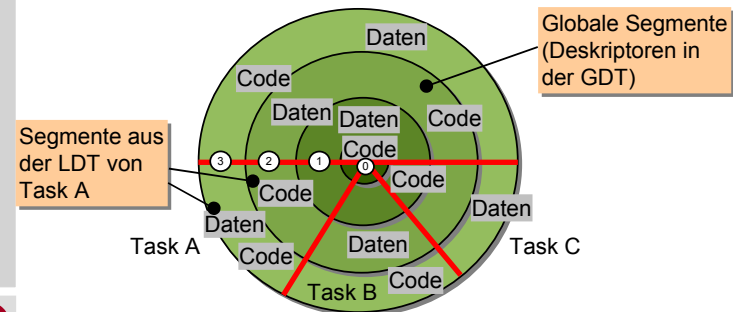 Daten
Globale Segmente
(Deskriptoren in
der GDT)
Code
Daten
Daten
Code
Segmente aus
der LDT von
Task A
Code
3
2
1
0
Code
Code
Daten
Daten
Task A
Code
Daten
Task C
Code
Task B